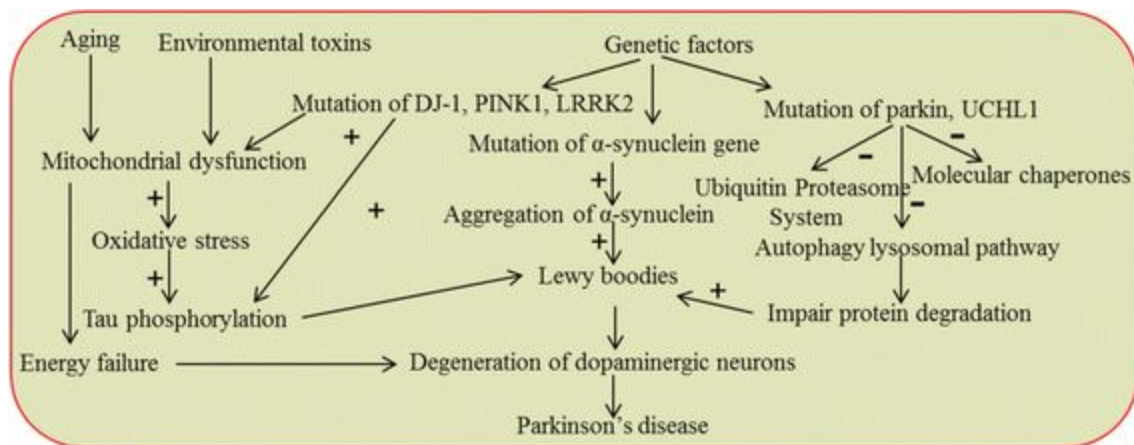 Aging
Environmental toxins
Genetic factors
Mutation of DJ-1, PINK1, LRRK2
Mutation of parkin, UCHL1
+
-
Mutation of α-synuclein gene
-
Mitochondrial dysfunction
Molecular chaperones
+
+
Ubiquitin Proteasome
System
-
+
Aggregation of α-synuclein
Oxidative stress
+
Autophagy lysosomal pathway
+
Lewy boodies
+
Tau phosphorylation
Impair protein degradation
Energy failure
Degeneration of dopaminergic neurons
Parkinson's disease